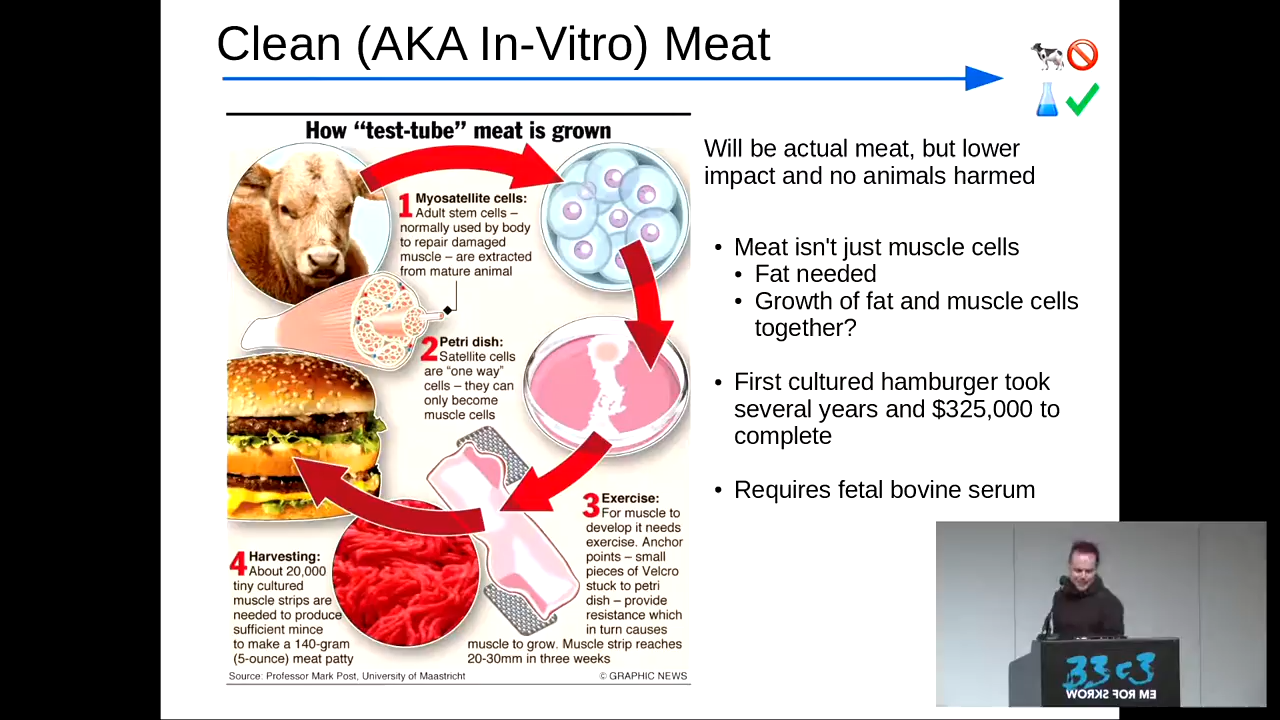 Clean (AKA In-Vitro) Meat
How “test-tube” meat is grown
1 Myosatellite cells:
Adult stem cells –
normally used by body
to repair damaged
muscle – are extracted
from mature animal
2 Petri dish:
Satellite cells
are “one way”
cells – they can
only become
muscle cells
3 Exercise:
For muscle to
develop it needs
exercise. Anchor
points – small
pieces of Velcro
stuck to petri
dish – provide
resistance which
in turn causes
muscle to grow. Muscle strip reaches
20-30mm in three weeks
4 Harvesting:
About 20,000
tiny cultured
muscle strips are
needed to produce
sufficient mince
to make a 140-gram
(5-ounce) meat patty
Source: Professor Mark Post, University of Maastricht
© GRAPHIC NEWS
Will be actual meat, but lower
impact and no animals harmed
• Meat isn't just muscle cells
• Fat needed
• Growth of fat and muscle cells
together?
• First cultured hamburger took
several years and $325,000 to
complete
• Requires fetal bovine serum
33c3
WORKS FOR ME